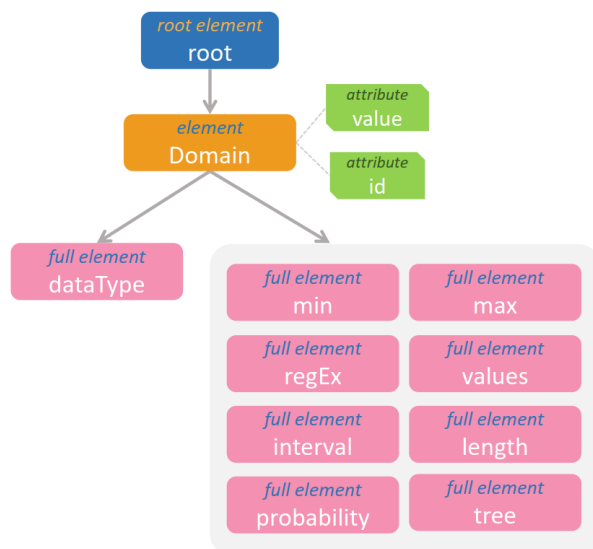 root element
root
element
Domain
attribute
value
attribute
id
full element
dataType
full element
min
full element
max
full element
regEx
full element
values
full element
interval
full element
length
full element
probability
full element
tree